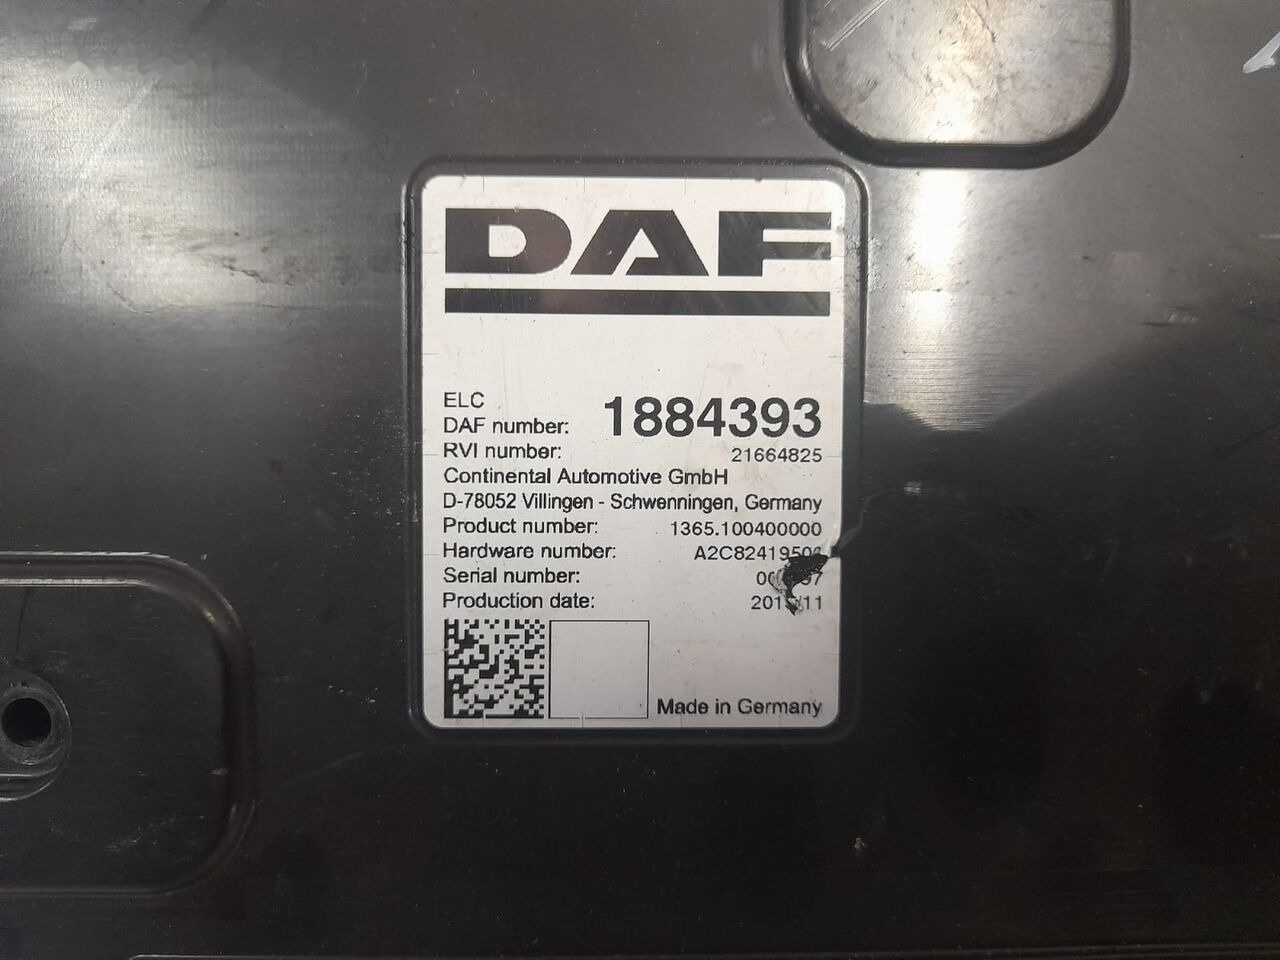 DAF
ELC
DAF number: 1884393
RVI number: 21664825
Continental Automotive GmbH
D-78052 Villingen - Schwenningen, Germany
Product number: 1365.100400000
Hardware number:
Serial number:
Production date:
Made in Germany